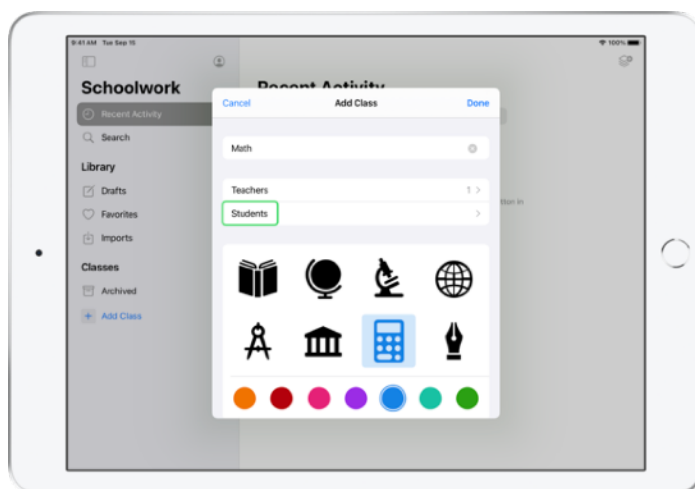 9:41 AM Tue Sep 15
100%
Schoolwork
Recent Activity
Search
Library
Drafts
Favorites
Imports
Classes
Archived
Add Class
Recent Activity
Cancel
Add Class
Done
Math
Teachers
1
Students